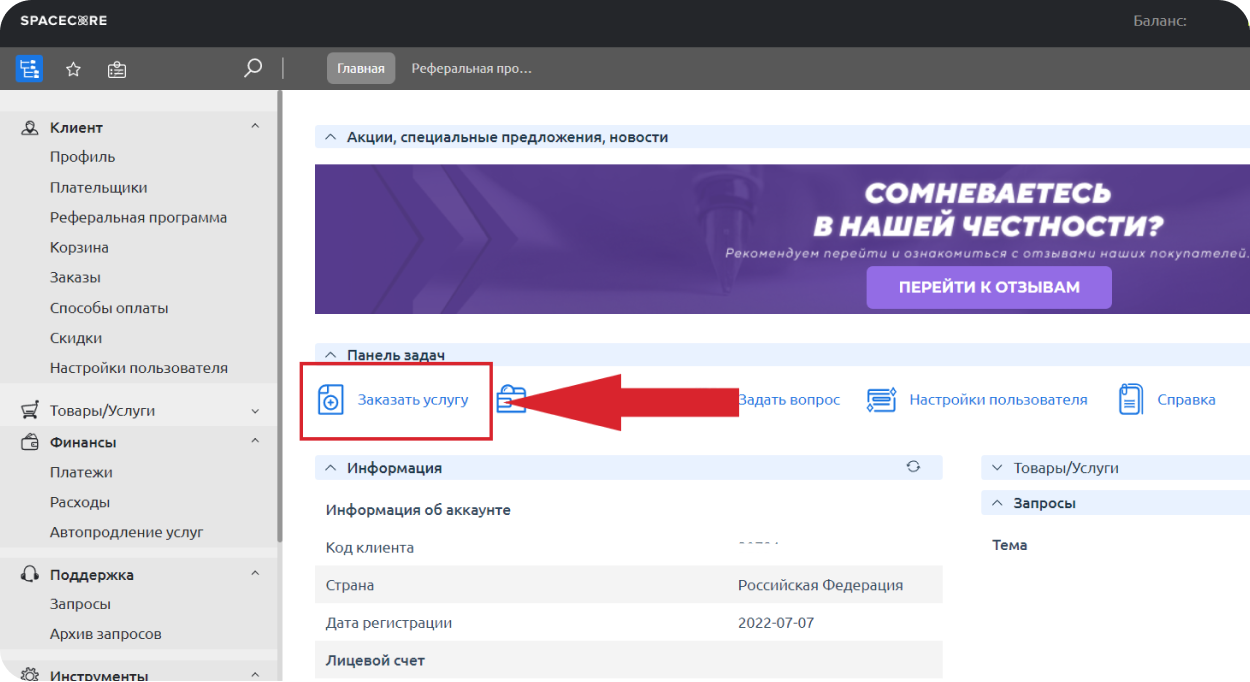 SPACECORE
Баланс:
Главная
Реферальная про...
Клиент
Профиль
Плательщики
Реферальная программа
Корзина
Заказы
Способы оплаты
Скидки
Настройки пользователя
Товары/Услуги
Финансы
Платежи
Расходы
Автопродление услуг
Поддержка
Запросы
Архив запросов
Инструменты
Акции, специальные предложения, новости
СОМНЕВАЕТЕСЬ
В НАШЕЙ ЧЕСТНОСТИ?
Рекомендуем перейти и ознакомиться с отзывами наших покупателей.
ПЕРЕЙТИ К ОТЗЫВАМ
Панель задач
Заказать услугу
Задать вопрос
Настройки пользователя
Справка
Информация
Информация об аккаунте
Код клиента
Страна
Российская Федерация
Дата регистрации
2022-07-07
Лицевой счет
Товары/Услуги
Запросы
Тема